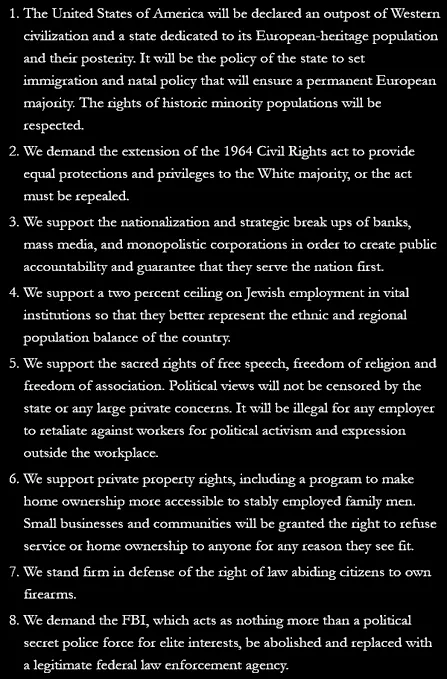 1. The United States of America will be declared an outpost of Western
civilization and a state dedicated to its European-heritage population
and their posterity. It will be the policy of the state to set
immigration and natal policy that will ensure a permanent European
majority. The rights of historic minority populations will be
respected.
2. We demand the extension of the 1964 Civil Rights act to provide
equal protections and privileges to the White majority, or the act
must be repealed.
3. We support the nationalization and strategic break ups of banks,
mass media, and monopolistic corporations in order to create public
accountability and guarantee that they serve the nation first.
4. We support a two percent ceiling on Jewish employment in vital
institutions so that they better represent the ethnic and regional
population balance of the country.
5. We support the sacred rights of free speech, freedom of religion and
freedom of association. Political views will not be censored by the
state or any large private concerns. It will be illegal for any employer
to retaliate against workers for political activism and expression
outside the workplace.
6. We support private property rights, including a program to make
home ownership more accessible to stably employed family men.
Small businesses and communities will be granted the right to refuse
service or home ownership to anyone for any reason they see fit.
7. We stand firm in defense of the right of law abiding citizens to own
firearms.
8. We demand the FBI, which acts as nothing more than a political
secret police force for elite interests, be abolished and replaced with
a legitimate federal law enforcement agency.